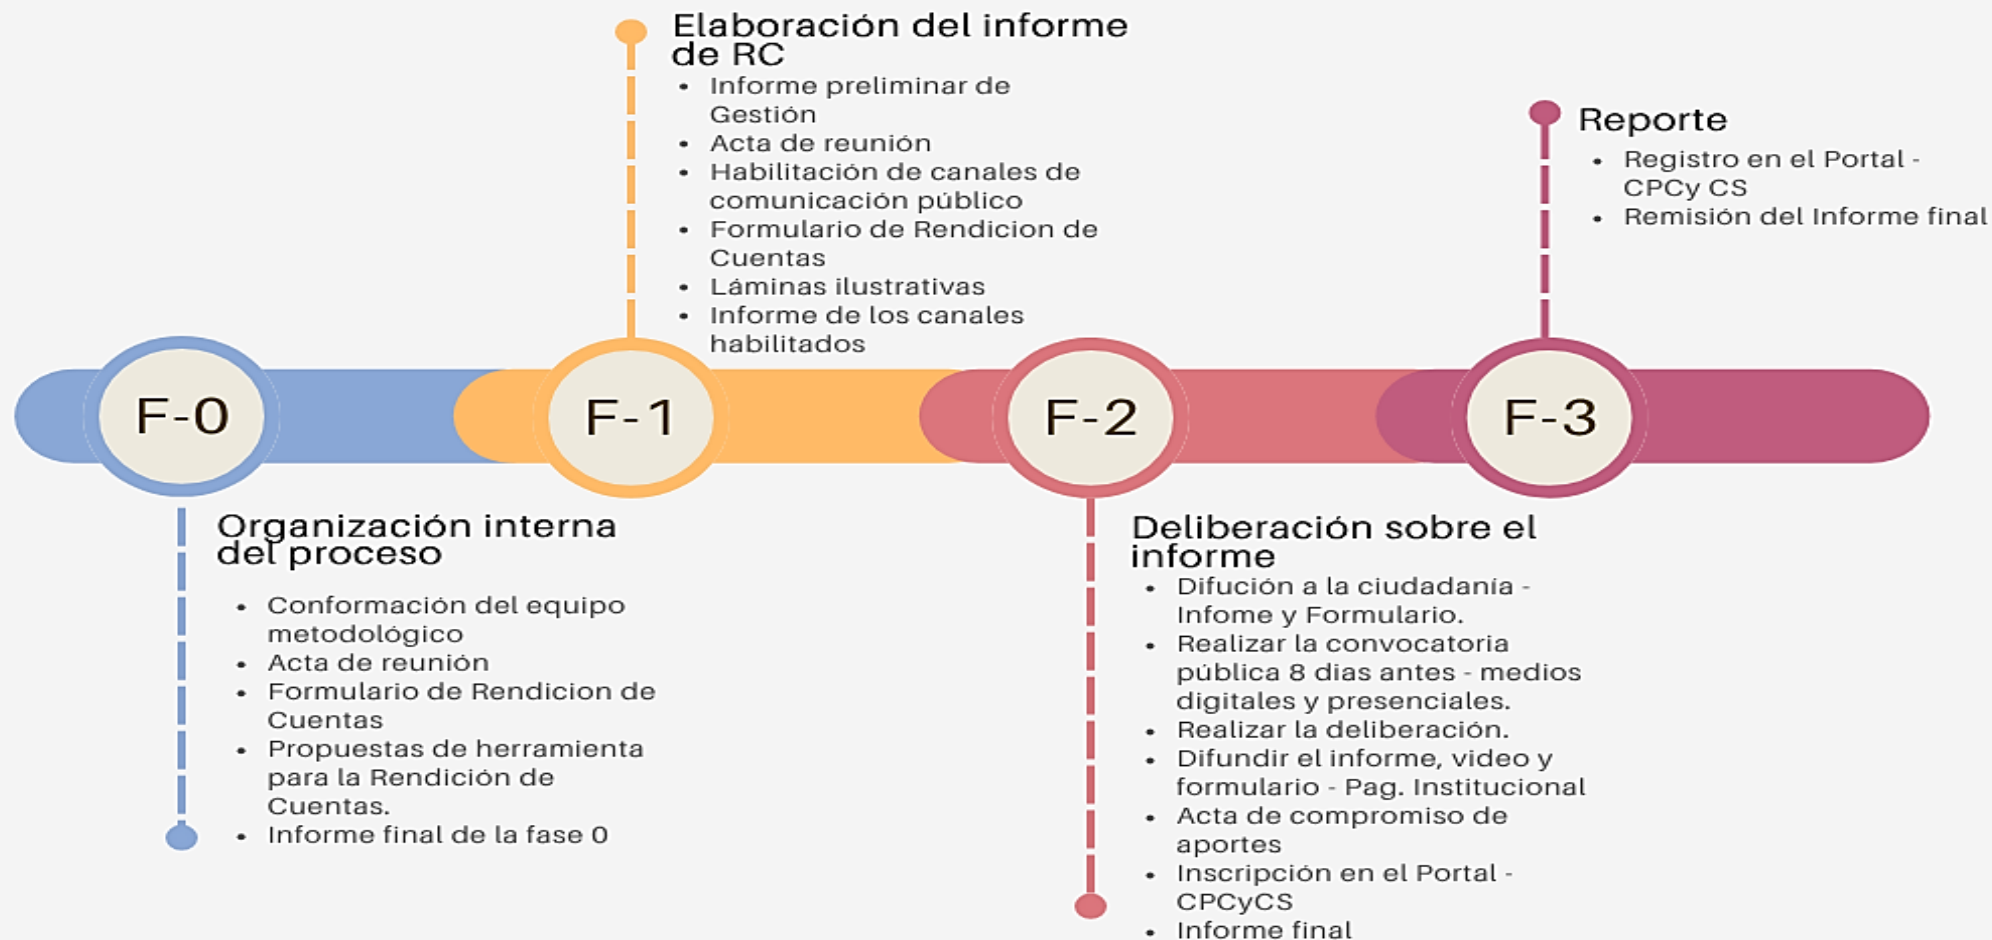 Elaboración del informe
de RC
• Informe preliminar de
Gestión
• Acta de reunión
• Habilitación de canales de
comunicación público
• Formulario de Rendicion de
Cuentas
• Láminas ilustrativas
• Informe de los canales
habilitados
Reporte
• Registro en el Portal -
CPCy CS
• Remisión del Informe final
F-0
F-1
F-2
F-3
Organización interna
del proceso
• Conformación del equipo
metodológico
• Acta de reunión
• Formulario de Rendicion de
Cuentas
• Propuestas de herramienta
para la Rendición de
Cuentas.
• Informe final de la fase 0
Deliberación sobre el
informe
• Difución a la ciudadanía -
Infome y Formulario.
• Realizar la convocatoria
pública 8 dias antes - medios
digitales y presenciales.
• Realizar la deliberación.
• Difundir el informe, video y
formulario - Pag. Institucional
• Acta de compromiso de
aportes
• Inscripción en el Portal -
CPCyCS
• Informe final